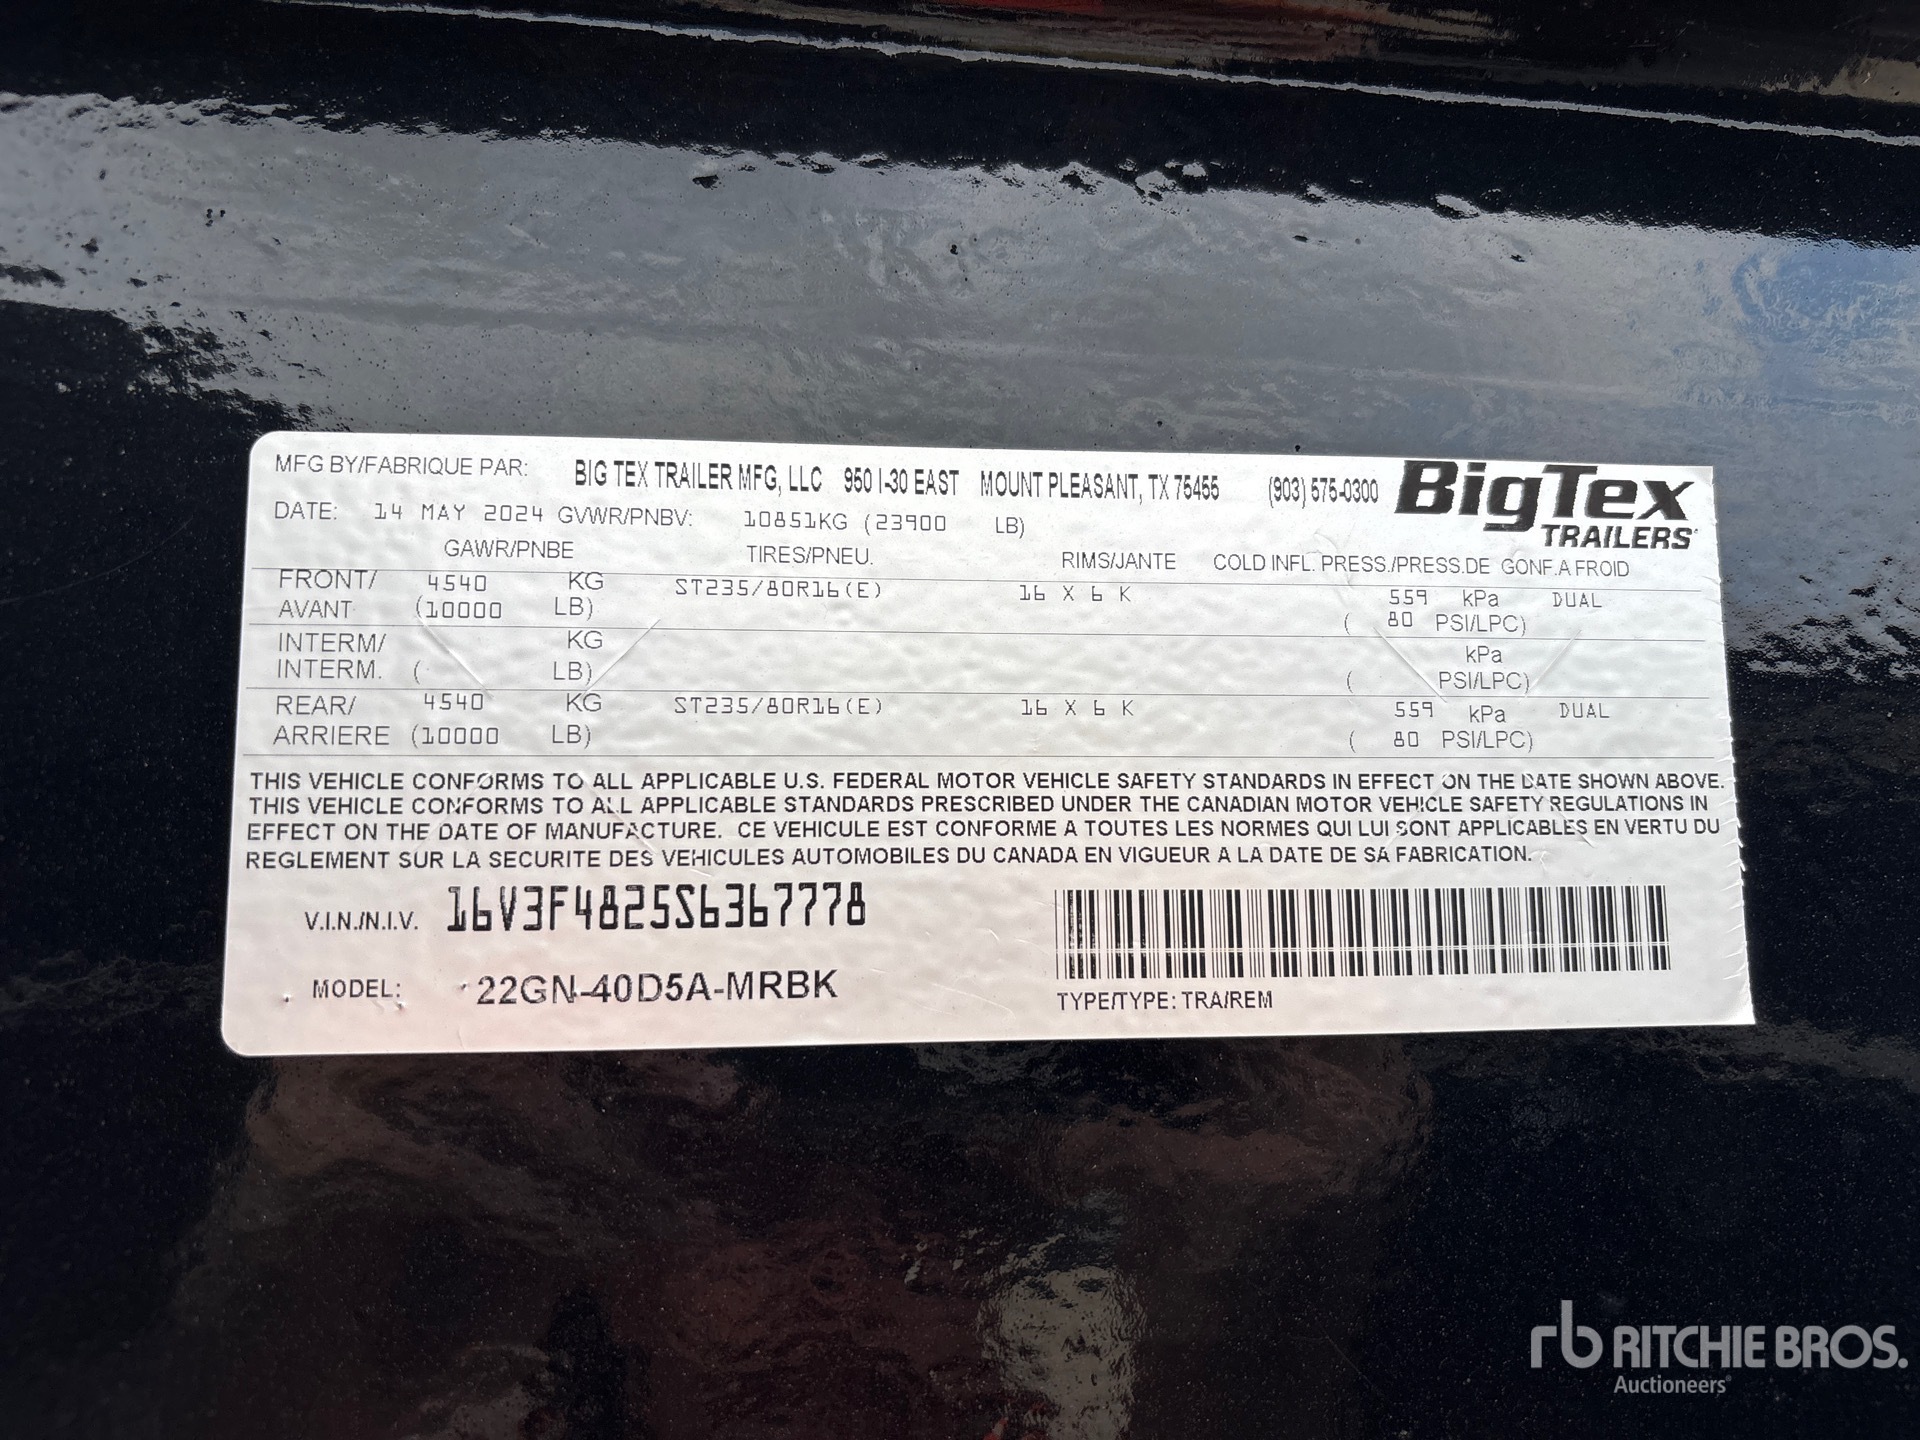 MFG BY/FABRIQUE PAR: BIG TEX TRAILER MFG, LLC 950 I-30 EAST MOUNT PLEASANT, TX 75455 (903) 575-0300 BigTex
DATE: 14 MAY 2024 GVWR/PNBV: 10851KG (23900 LB) TRAILERS
GAWR/PNBE TIRES/PNEU. RIMS/JANTE COLD INFL. PRESS./PRESS.DE GONF.A FROID
FRONT/ 4540 KG ST235/80R16(E) 16 X 6 K 559 kPa DUAL
AVANT (10000 LB) ( 80 PSI/LPC)
INTERM/ KG kPa
INTERM. ( LB) ( PSI/LPC)
REAR/ 4540 KG ST235/80R16(E) 16 X 6 K 559 kPa DUAL
ARRIERE (10000 LB) ( 80 PSI/LPC)
THIS VEHICLE CONFORMS TO ALL APPLICABLE U.S. FEDERAL MOTOR VEHICLE SAFETY STANDARDS IN EFFECT ON THE DATE SHOWN ABOVE.
THIS VEHICLE CONFORMS TO ALL APPLICABLE STANDARDS PRESCRIBED UNDER THE CANADIAN MOTOR VEHICLE SAFETY REGULATIONS IN
EFFECT ON THE DATE OF MANUFACTURE. CE VEHICULE EST CONFORME A TOUTES LES NORMES QUI LUI SONT APPLICABLES EN VERTU DU
REGLEMENT SUR LA SECURITE DES VEHICULES AUTOMOBILES DU CANADA EN VIGUEUR A LA DATE DE SA FABRICATION.
V.I.N./N.I.V. 16V3F4825S6367778
MODEL: 22GN-40D5A-MRBK
TYPE/TYPE: TRA/REM
rb RITCHIE BROS.
Auctioneers